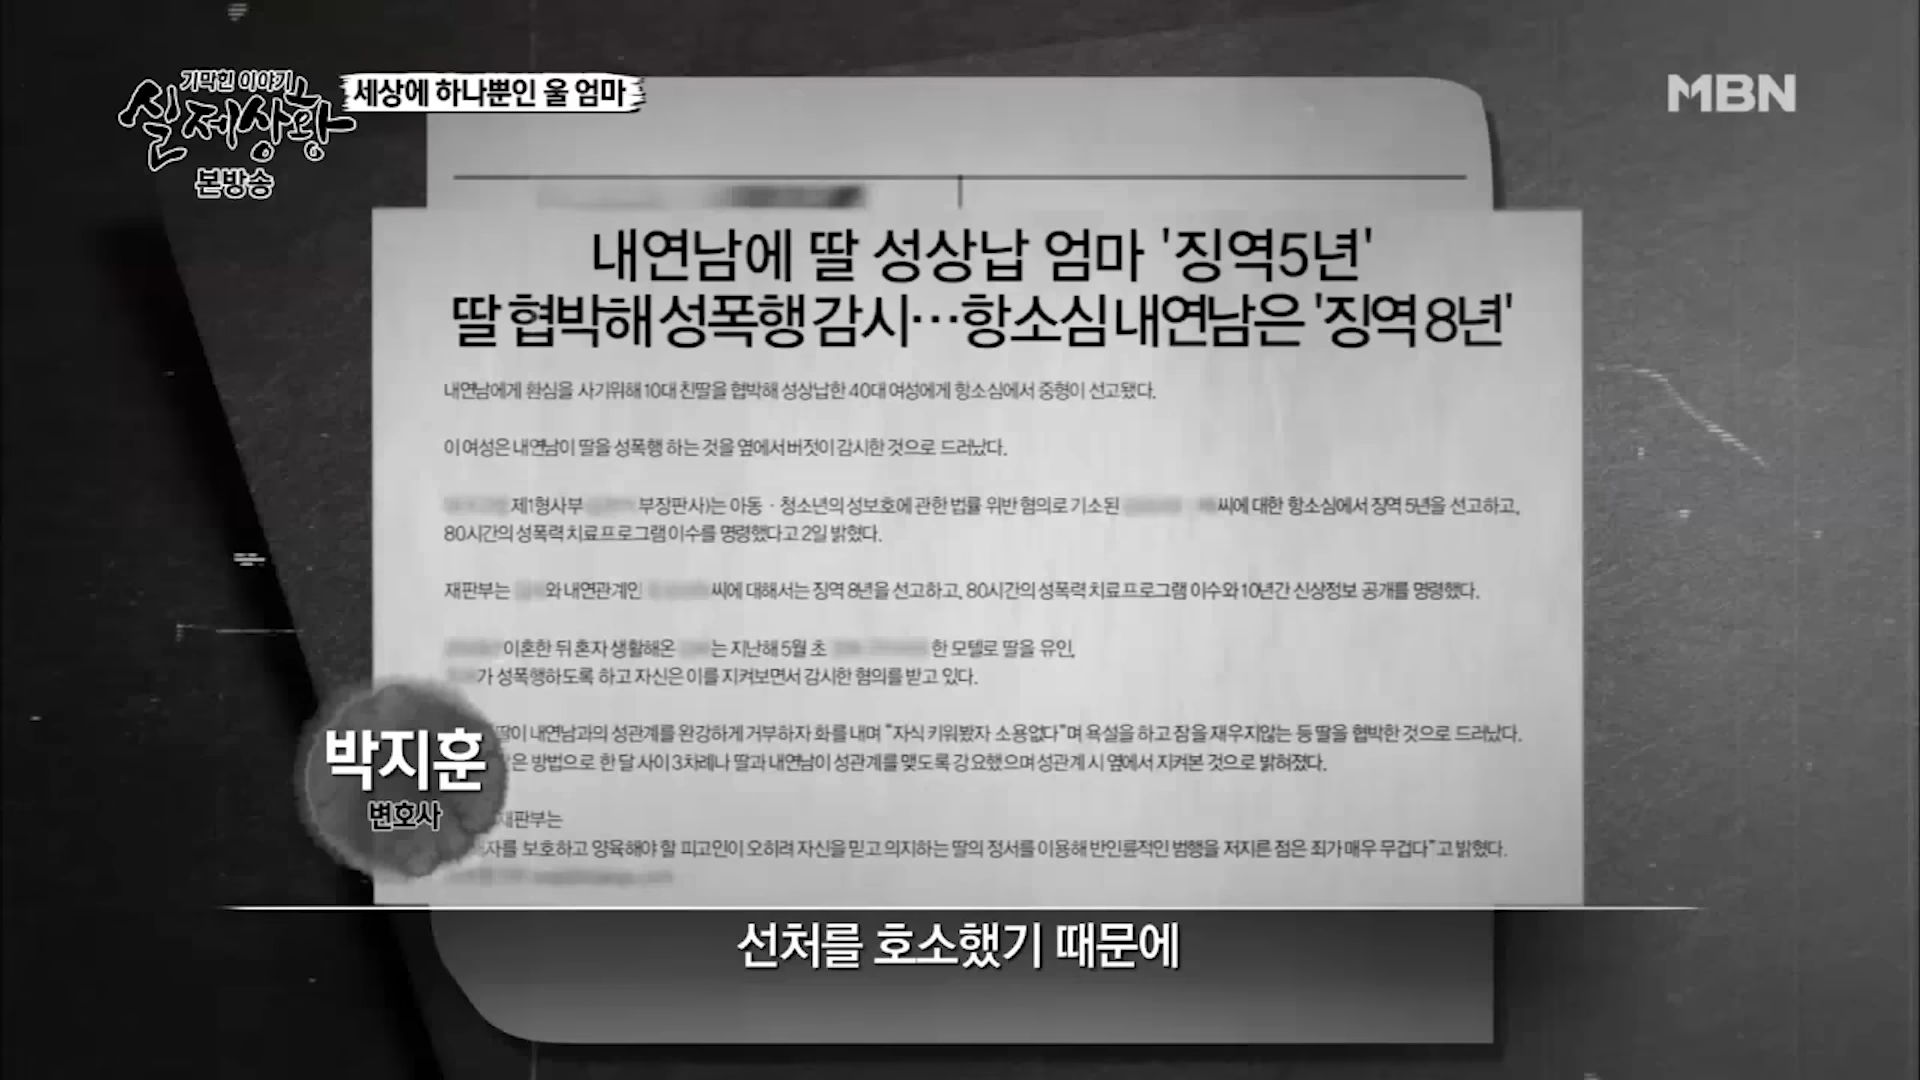 기막힌 이야기
실제상황
본방송
세상에 하나뿐인 울 엄마
MBN
내연남에 딸 성상납 엄마 '징역5년'
딸 협박해 성폭행 감시…항소심 내연남은 '징역 8년'
내연남에게 환심을 사기위해 10대 친딸을 협박해 성상납한 40대 여성에게 항소심에서 중형이 선고됐다.
이 여성은 내연남이 딸을 성폭행 하는 것을 옆에서 버젓이 감시한 것으로 드러났다.
제1형사부 부장판사)는 아동·청소년의 성보호에 관한 법률 위반 혐의로 기소된 씨에 대한 항소심에서 징역 5년을 선고하고,
80시간의 성폭력 치료프로그램 이수를 명령했다고 2일 밝혔다.
재판부는 와 내연관계인 씨에 대해서는 징역 8년을 선고하고, 80시간의 성폭력 치료프로그램 이수와 10년간 신상정보 공개를 명령했다.
이혼한 뒤 혼자 생활해온 는 지난해 5월 초 한 모텔로 딸을 유인,
가 성폭행하도록 하고 자신은 이를 지켜보면서 감시한 혐의를 받고 있다.
딸이 내연남과의 성관계를 완강하게 거부하자 화를 내며 "자식 키워봤자 소용없다"며 욕설을 하고 잠을 재우지않는 등 딸을 협박한 것으로 드러났다.
은 방법으로 한 달 사이 3차례나 딸과 내연남이 성관계를 맺도록 강요했으며 성관계 시 옆에서 지켜본 것으로 밝혀졌다.
재판부는
자를 보호하고 양육해야 할 피고인이 오히려 자신을 믿고 의지하는 딸의 정서를 이용해 반인륜적인 범행을 저지른 점은 죄가 매우 무겁다"고 밝혔다.
박지훈
변호사
선처를 호소했기 때문에